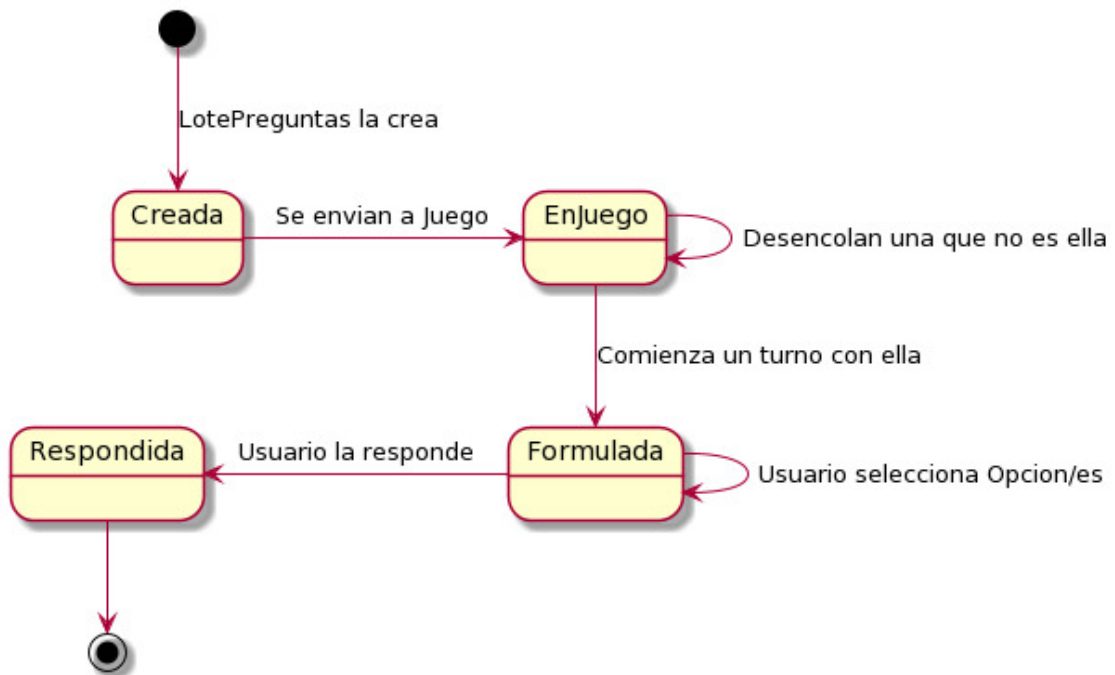 LotePreguntas la crea
Creada
Se envian a Juego
EnJuego
Desencolan una que no es ella
Comienza un turno con ella
Respondida
Usuario la responde
Formulada
Usuario selecciona Opcion/es